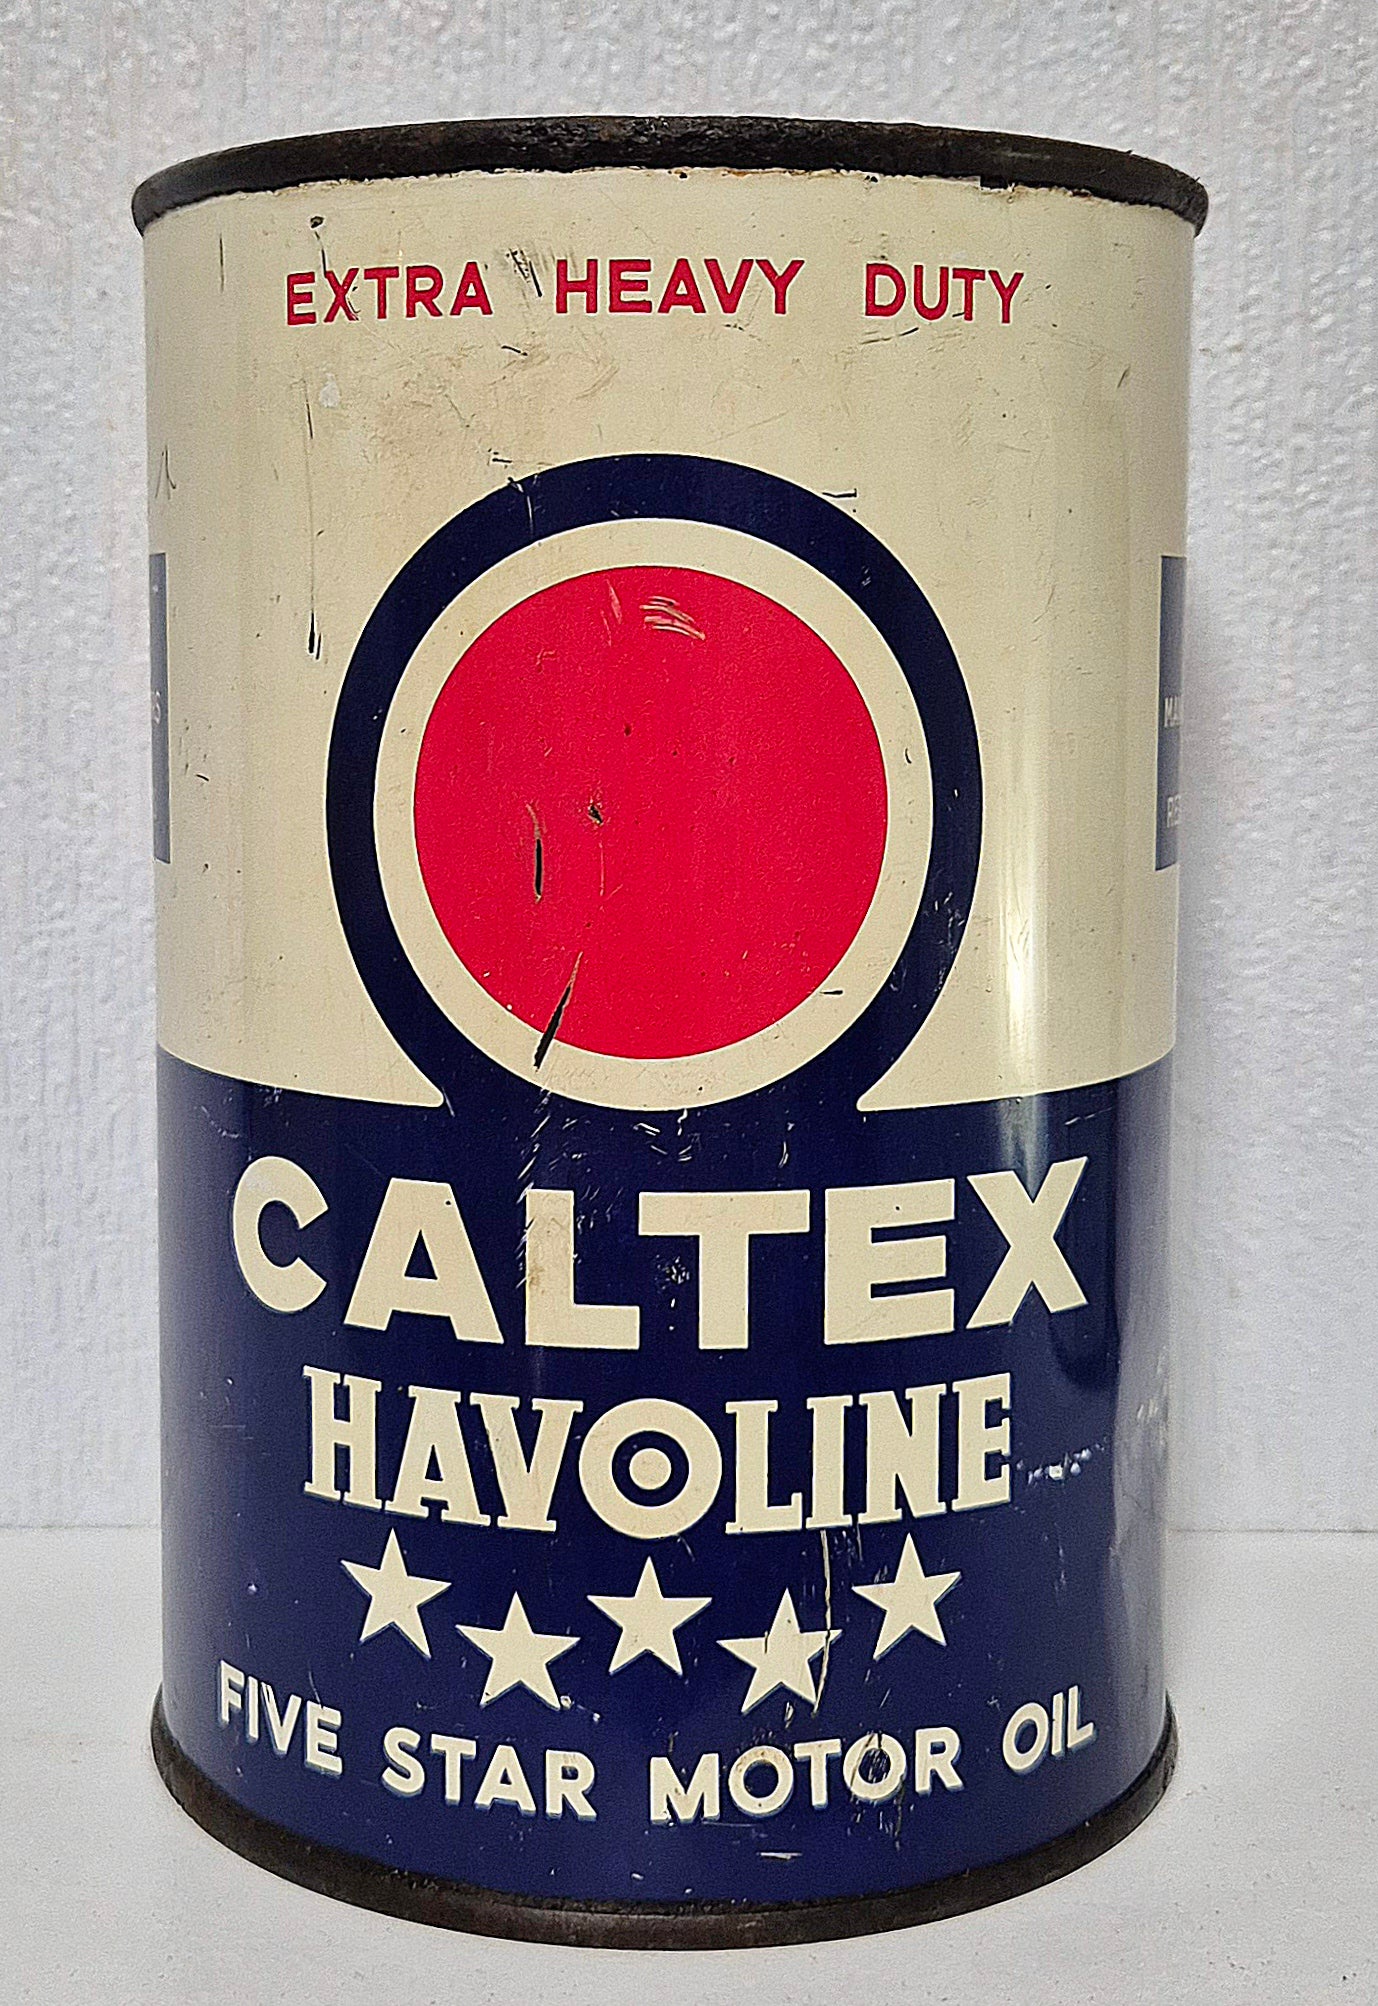 EXTRA HEAVY DUTY
CALTEX
HAVOLINE
FIVE STAR MOTOR OIL